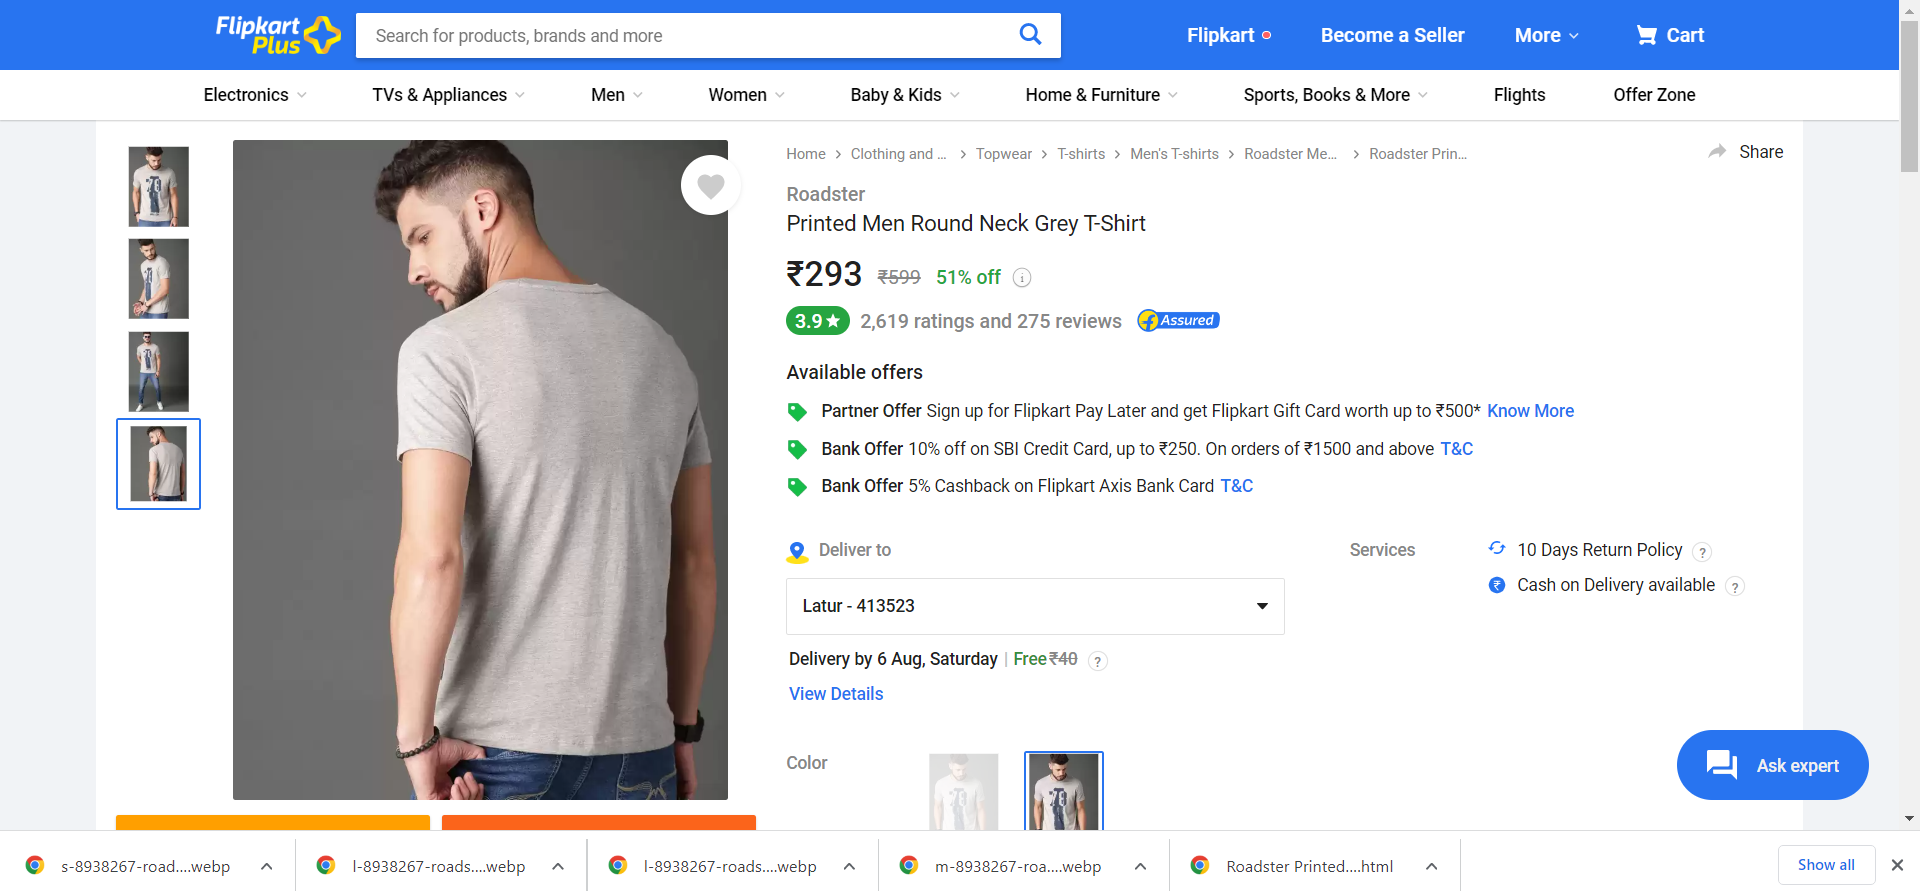 Flipkart
Plus
Search for products, brands and more
Flipkart
Become a Seller
More
Cart
Electronics
TVs & Appliances
Men
Women
Baby & Kids
Home & Furniture
Sports, Books & More
Flights
Offer Zone
Home > Clothing and ... > Topwear > T-shirts > Men's T-shirts > Roadster Me... > Roadster Prin...
Share
Roadster
Printed Men Round Neck Grey T-Shirt
₹293 ₹599 51% off
3.9★ 2,619 ratings and 275 reviews Assured
Available offers
Partner Offer Sign up for Flipkart Pay Later and get Flipkart Gift Card worth up to ₹500* Know More
Bank Offer 10% off on SBI Credit Card, up to ₹250. On orders of ₹1500 and above T&C
Bank Offer 5% Cashback on Flipkart Axis Bank Card T&C
Deliver to
Latur - 413523
Delivery by 6 Aug, Saturday | Free ₹40 ?
View Details
Services
10 Days Return Policy ?
Cash on Delivery available ?
Color
78
Ask expert
s-8938267-road....webp
l-8938267-roads....webp
l-8938267-roads....webp
m-8938267-roa....webp
Roadster Printed....html
Show all